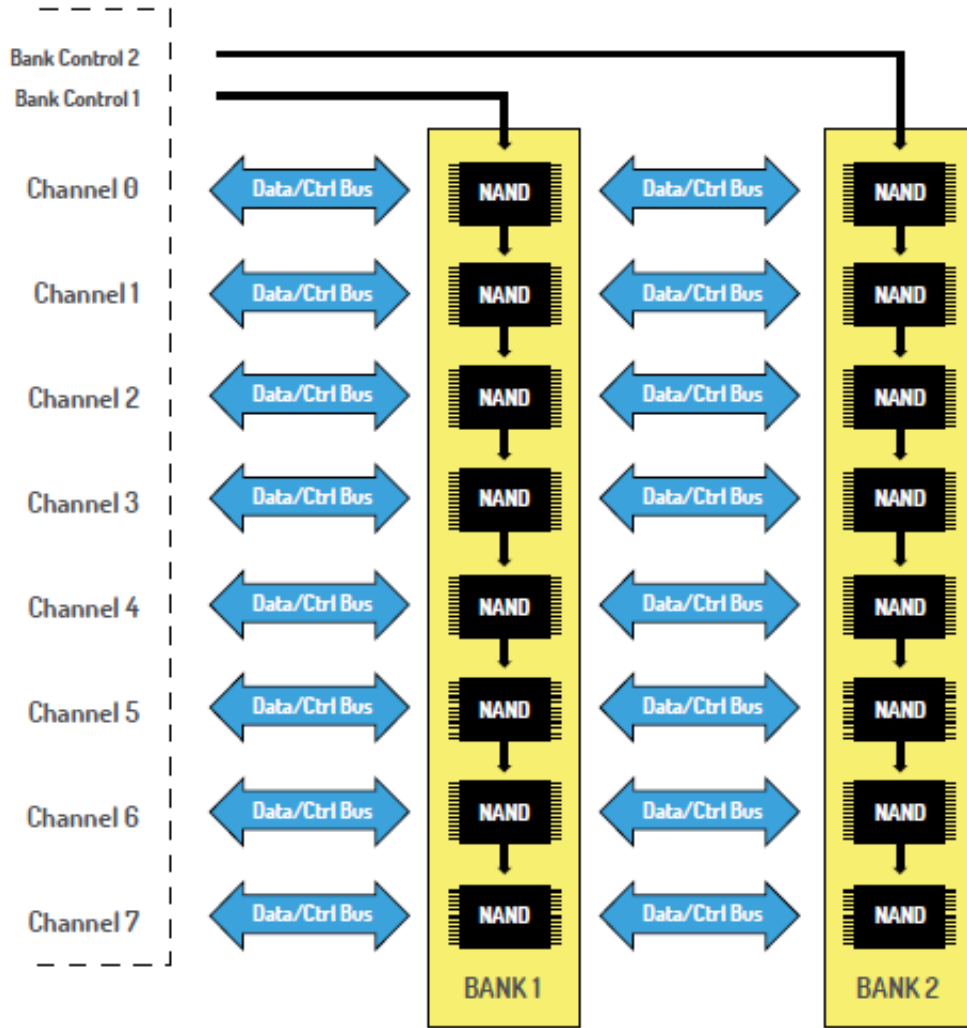 Bank Control 2
Bank Control 1
Channel 0 Data/Ctrl Bus NAND Data/Ctrl Bus NAND
Channel 1 Data/Ctrl Bus NAND Data/Ctrl Bus NAND
Channel 2 Data/Ctrl Bus NAND Data/Ctrl Bus NAND
Channel 3 Data/Ctrl Bus NAND Data/Ctrl Bus NAND
Channel 4 Data/Ctrl Bus NAND Data/Ctrl Bus NAND
Channel 5 Data/Ctrl Bus NAND Data/Ctrl Bus NAND
Channel 6 Data/Ctrl Bus NAND Data/Ctrl Bus NAND
Channel 7 Data/Ctrl Bus NAND Data/Ctrl Bus NAND
BANK 1 BANK 2